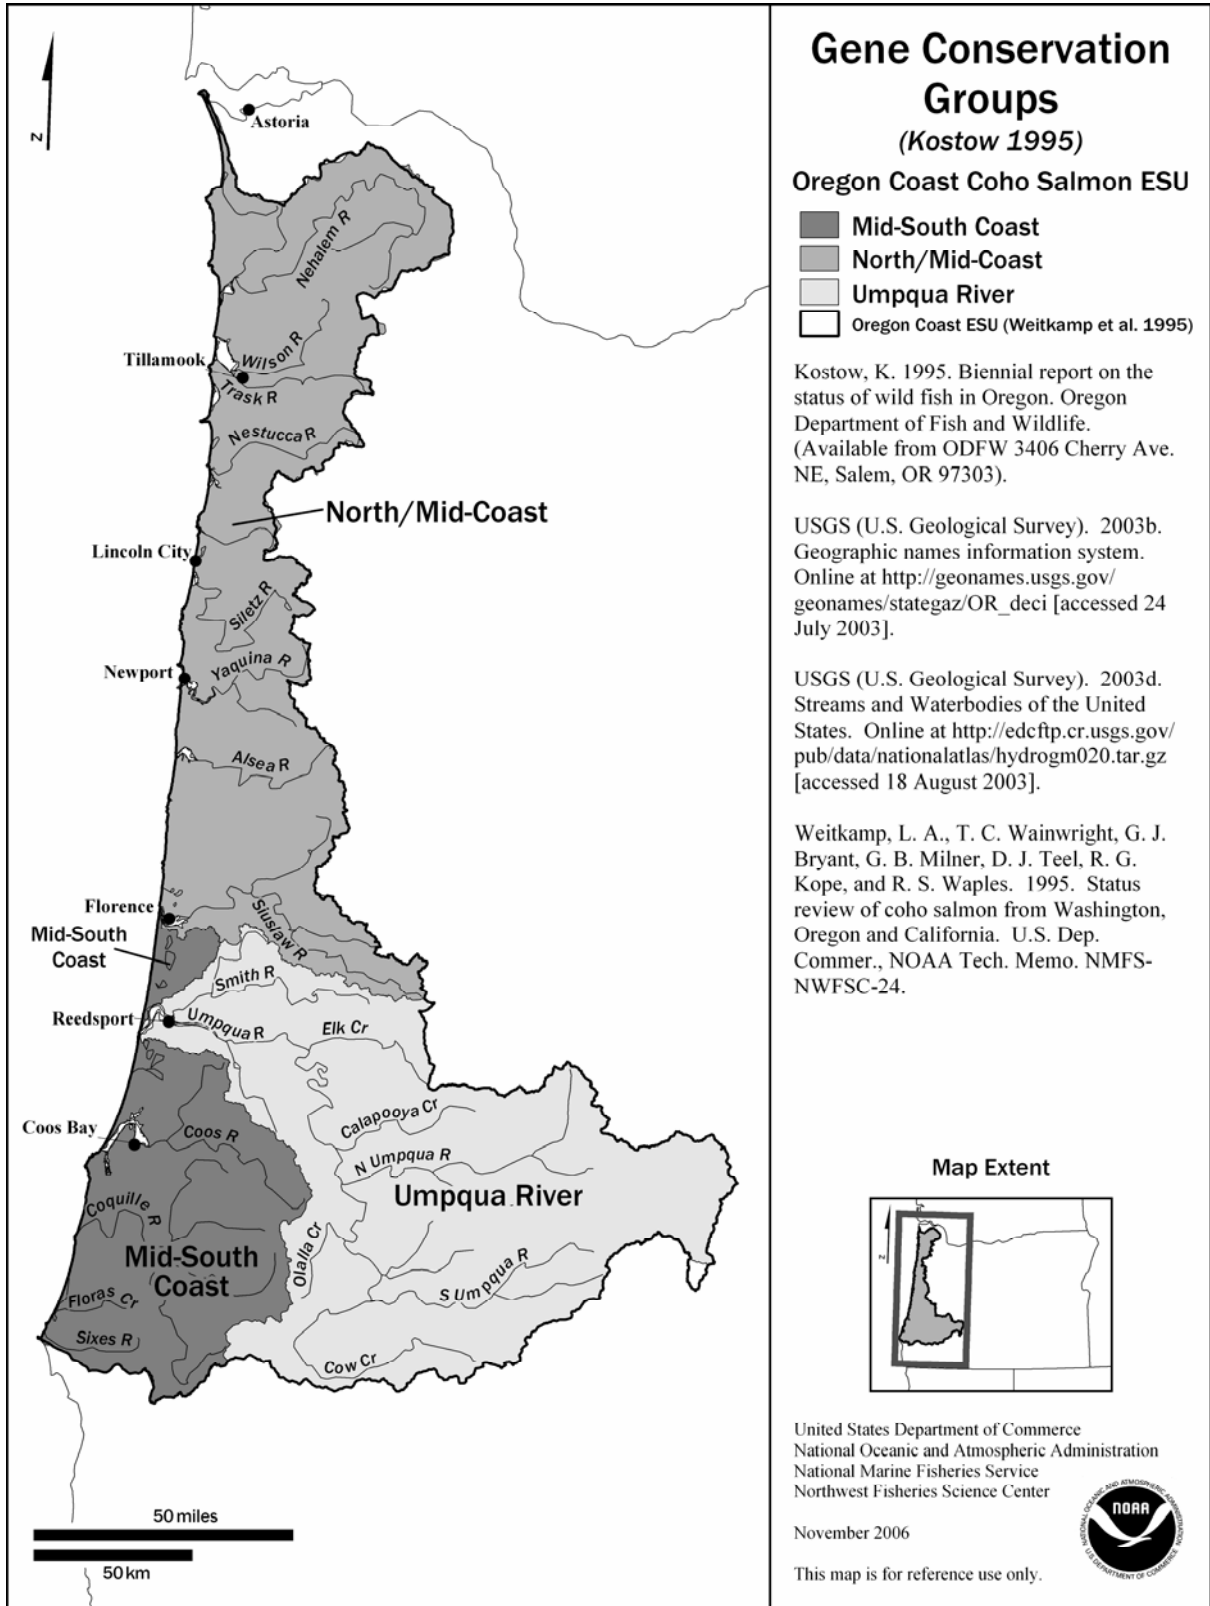 Gene Conservation
Groups
(Kostow 1995)
Oregon Coast Coho Salmon ESU
Mid-South Coast
North/Mid-Coast
Umpqua River
Oregon Coast ESU (Weitkamp et al. 1995)
Kostow, K. 1995. Biennial report on the
status of wild fish in Oregon. Oregon
Department of Fish and Wildlife.
(Available from ODFW 3406 Cherry Ave.
NE, Salem, OR 97303).
USGS (U.S. Geological Survey). 2003b.
Geographic names information system.
Online at http://geonames.usgs.gov/
geonames/stategaz/OR_deci [accessed 24
July 2003].
USGS (U.S. Geological Survey). 2003d.
Streams and Waterbodies of the United
States. Online at http://edcftp.cr.usgs.gov/
pub/data/nationalatlas/hydrogm020.tar.gz
[accessed 18 August 2003].
Weitkamp, L. A., T. C. Wainwright, G. J.
Bryant, G. B. Milner, D. J. Teel, R. G.
Kope, and R. S. Waples. 1995. Status
review of coho salmon from Washington,
Oregon and California. U.S. Dep.
Commer., NOAA Tech. Memo. NMFS-
NWFSC-24.
Map Extent
N
United States Department of Commerce
National Oceanic and Atmospheric Administration
National Marine Fisheries Service
Northwest Fisheries Science Center
November 2006
This map is for reference use only.
NATIONAL OCEANIC AND ATMOSPHERIC ADMINISTRATION
NOAA
U.S. DEPARTMENT OF COMMERCE
N
Astoria
Nehalem R
Tillamook
Wilson R
Trask R
Nestucca R
North/Mid-Coast
Lincoln City
Siletz R
Newport
Yaquina R
Alsea R
Florence
Siuslaw R
Mid-South
Coast
Smith R
Reedsport
Umpqua R
Elk Cr
Coos Bay
Coos R
Calapooya Cr
N Umpqua R
Umpqua River
Coquille R
Mid-South
Coast
Olalla Cr
S Umpqua R
Floras Cr
Sixes R
Cow Cr
50 miles
50 km